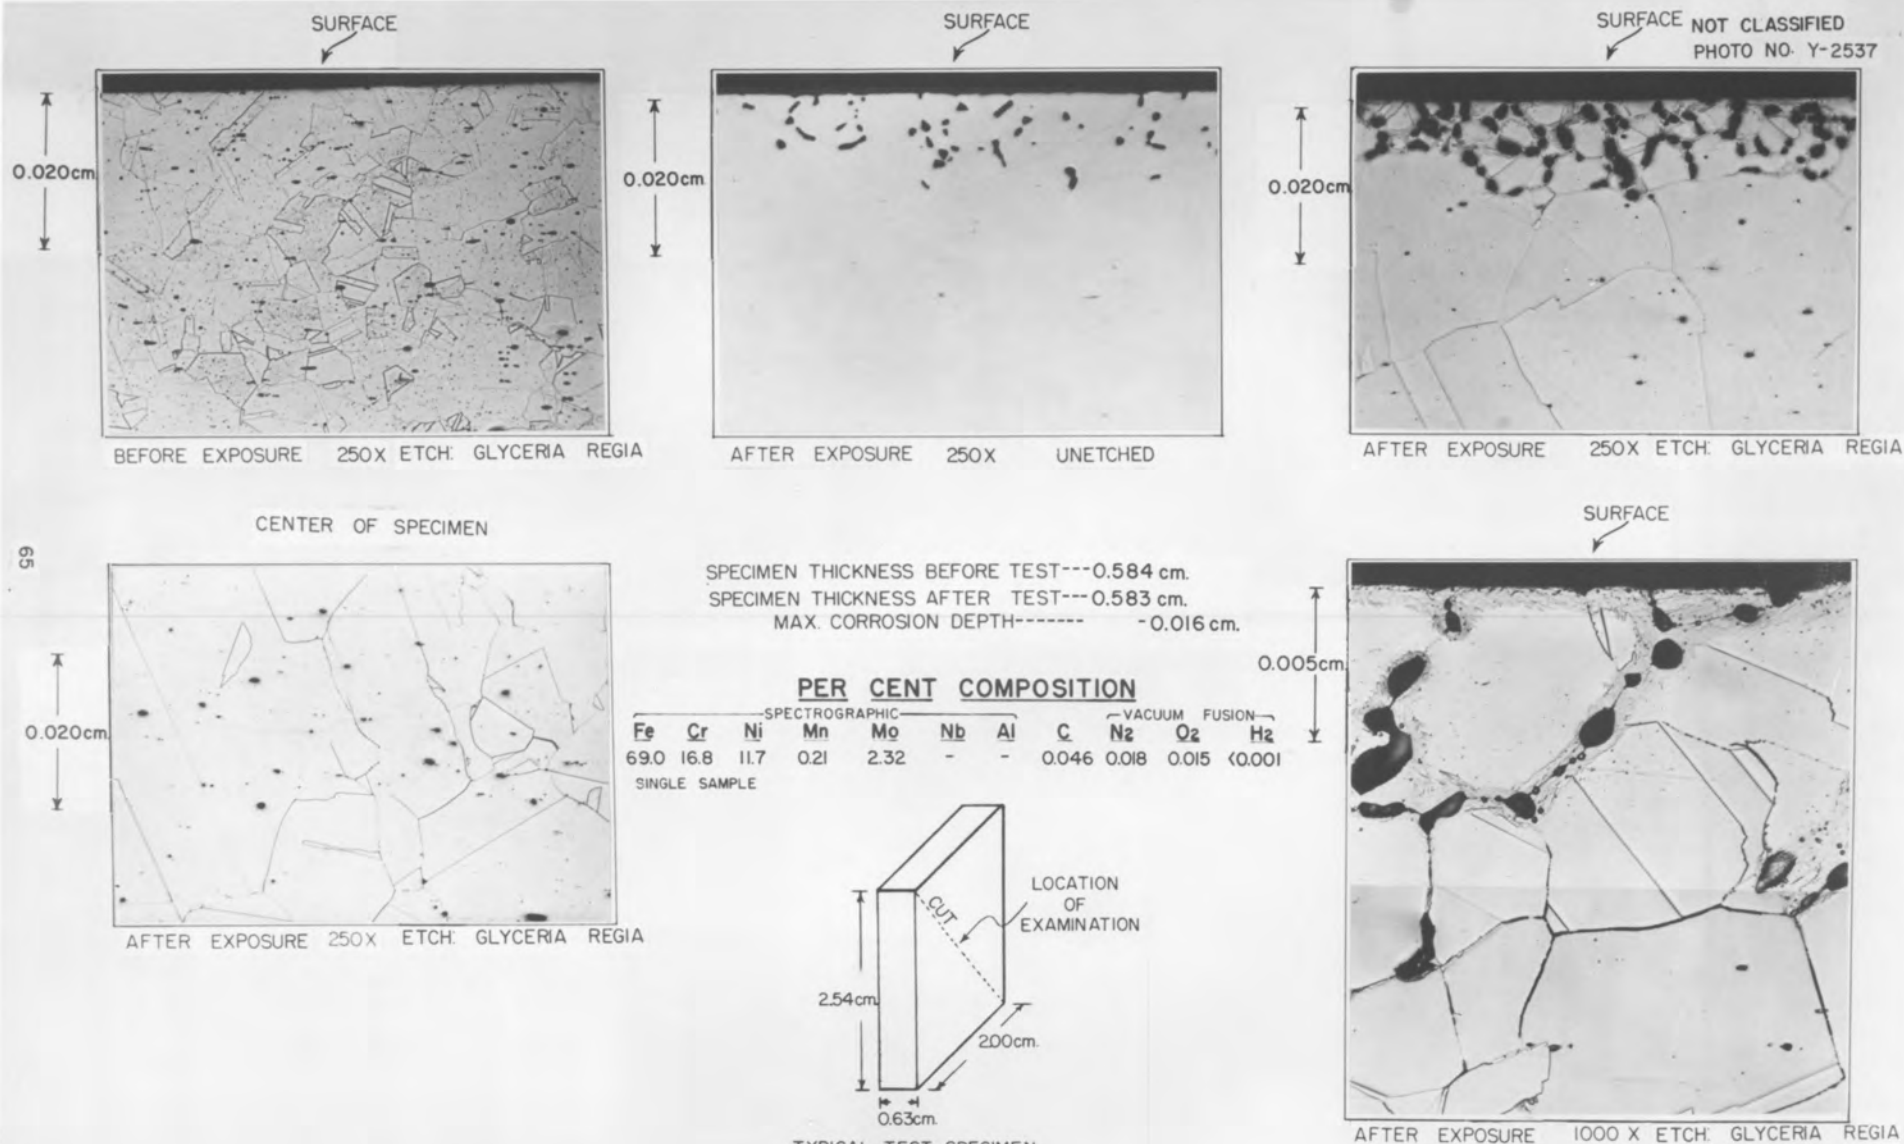 SURFACE
SURFACE
SURFACE
NOT CLASSIFIED
PHOTO NO. Y-2537
0.020cm.
0.020cm.
0.020cm.
BEFORE EXPOSURE 250X ETCH: GLYCERIA REGIA
AFTER EXPOSURE 250X UNETCHED
AFTER EXPOSURE 250X ETCH: GLYCERIA REGIA
CENTER OF SPECIMEN
SURFACE
65
0.020cm.
AFTER EXPOSURE 250X ETCH: GLYCERIA REGIA
SPECIMEN THICKNESS BEFORE TEST---0.584 cm.
SPECIMEN THICKNESS AFTER TEST---0.583 cm.
MAX. CORROSION DEPTH------- -0.016 cm.
PER CENT COMPOSITION
SPECTROGRAPHIC VACUUM FUSION
Fe Cr Ni Mn Mo Nb Al C N2 O2 H2
69.0 16.8 11.7 0.21 2.32 - - 0.046 0.018 0.015 <0.001
SINGLE SAMPLE
0.005cm.
CUT
LOCATION
OF
EXAMINATION
2.54cm.
2.00cm.
0.63cm.
TYPICAL TEST SPECIMEN
AFTER EXPOSURE 1000 X ETCH: GLYCERIA REGIA